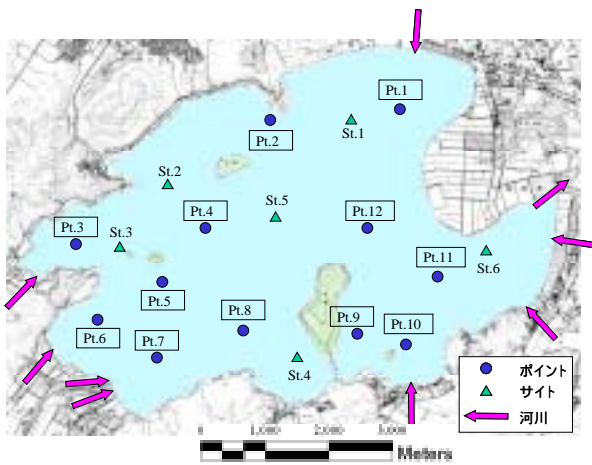 Pt.1
St.1
Pt.2
St.2
St.5
Pt.4
Pt.12
Pt.3
St.3
St.6
Pt.11
Pt.5
Pt.8
Pt.9
Pt.10
Pt.6
Pt.7
St.4
ポイント
サイト
河川
0 1,000 2,000 3,000
Meters